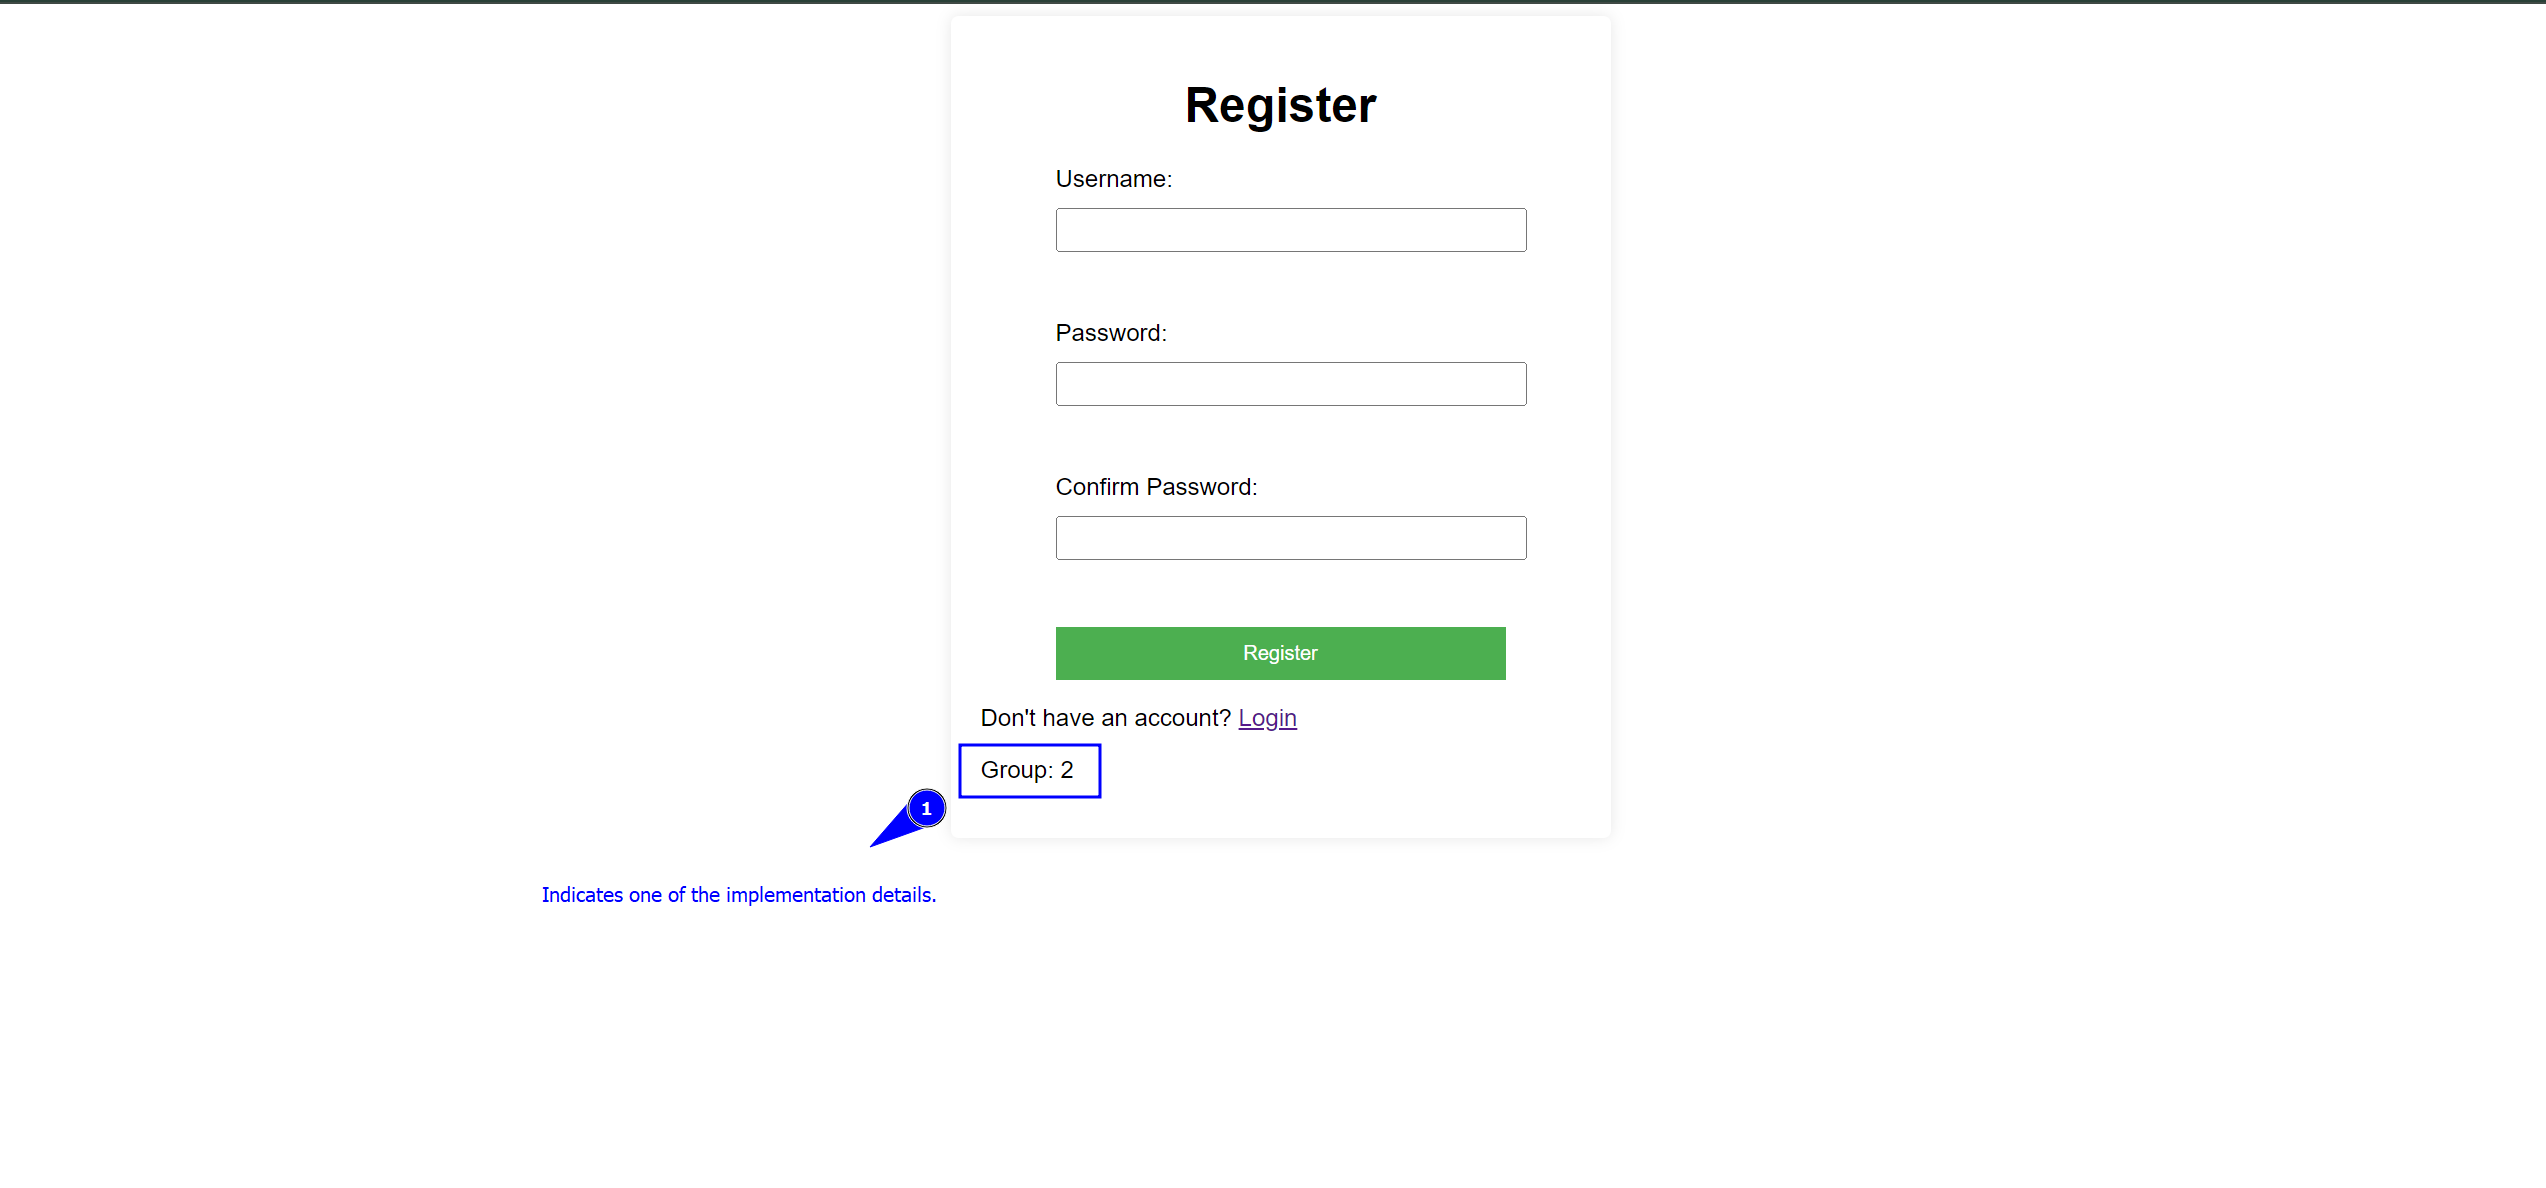 Register
Username:
Password:
Confirm Password:
Register
Don't have an account? Login
Group: 2
1
Indicates one of the implementation details.